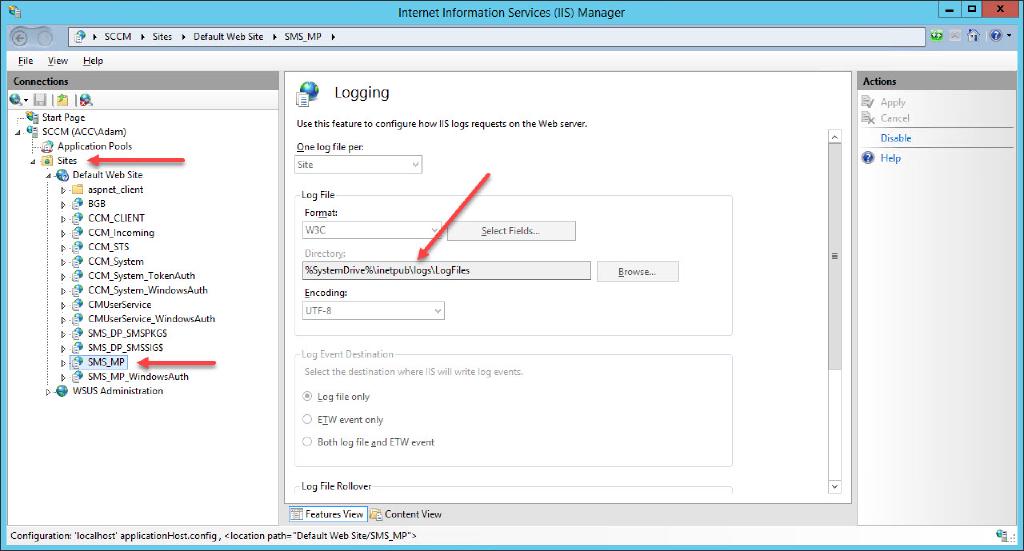 Internet Information Services (IIS) Manager
SCCM Sites Default Web Site SMS_MP
File View Help
Connections
Start Page
SCCM (ACC\Adam)
Application Pools
Sites
Default Web Site
aspnet_client
BGB
CCM_CLIENT
CCM_Incoming
CCM_STS
CCM_System
CCM_System_TokenAuth
CCM_System_WindowsAuth
CMUserService
CMUserService_WindowsAuth
SMS_DP_SMSPKG$
SMS_DP_SMSSIG$
SMS_MP
SMS_MP_WindowsAuth
WSUS Administration
Logging
Use this feature to configure how IIS logs requests on the Web server.
One log file per:
Site
Log File
Format:
W3C Select Fields...
Directory:
%SystemDrive%\inetpub\logs\LogFiles Browse...
Encoding:
UTF-8
Log Event Destination
Select the destination where IIS will write log events.
Log file only
ETW event only
Both log file and ETW event
Log File Rollover
Features View Content View
Actions
Apply
Cancel
Disable
Help
Configuration: 'localhost' applicationHost.config , <location path="Default Web Site/SMS_MP">